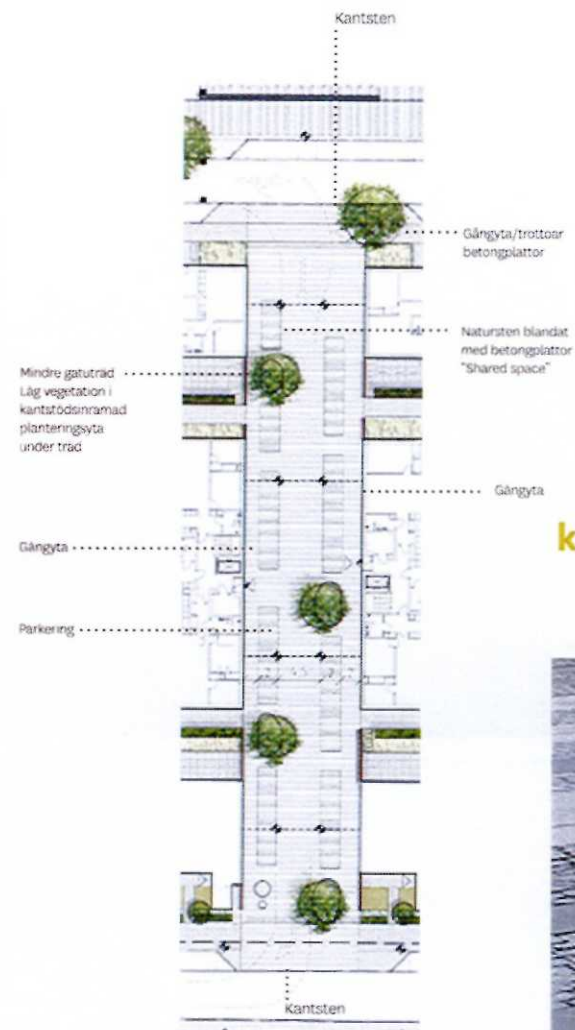 Kantsten
Gångyta/trottoar
betongplattor
Natursten blandat
med betongplattor
"Shared space"
Mindre gatuträd
Låg vegetation i
kantstödsinramad
planteringsyta
under träd
Gångyta
Gångyta
k
Parkering
Kantsten